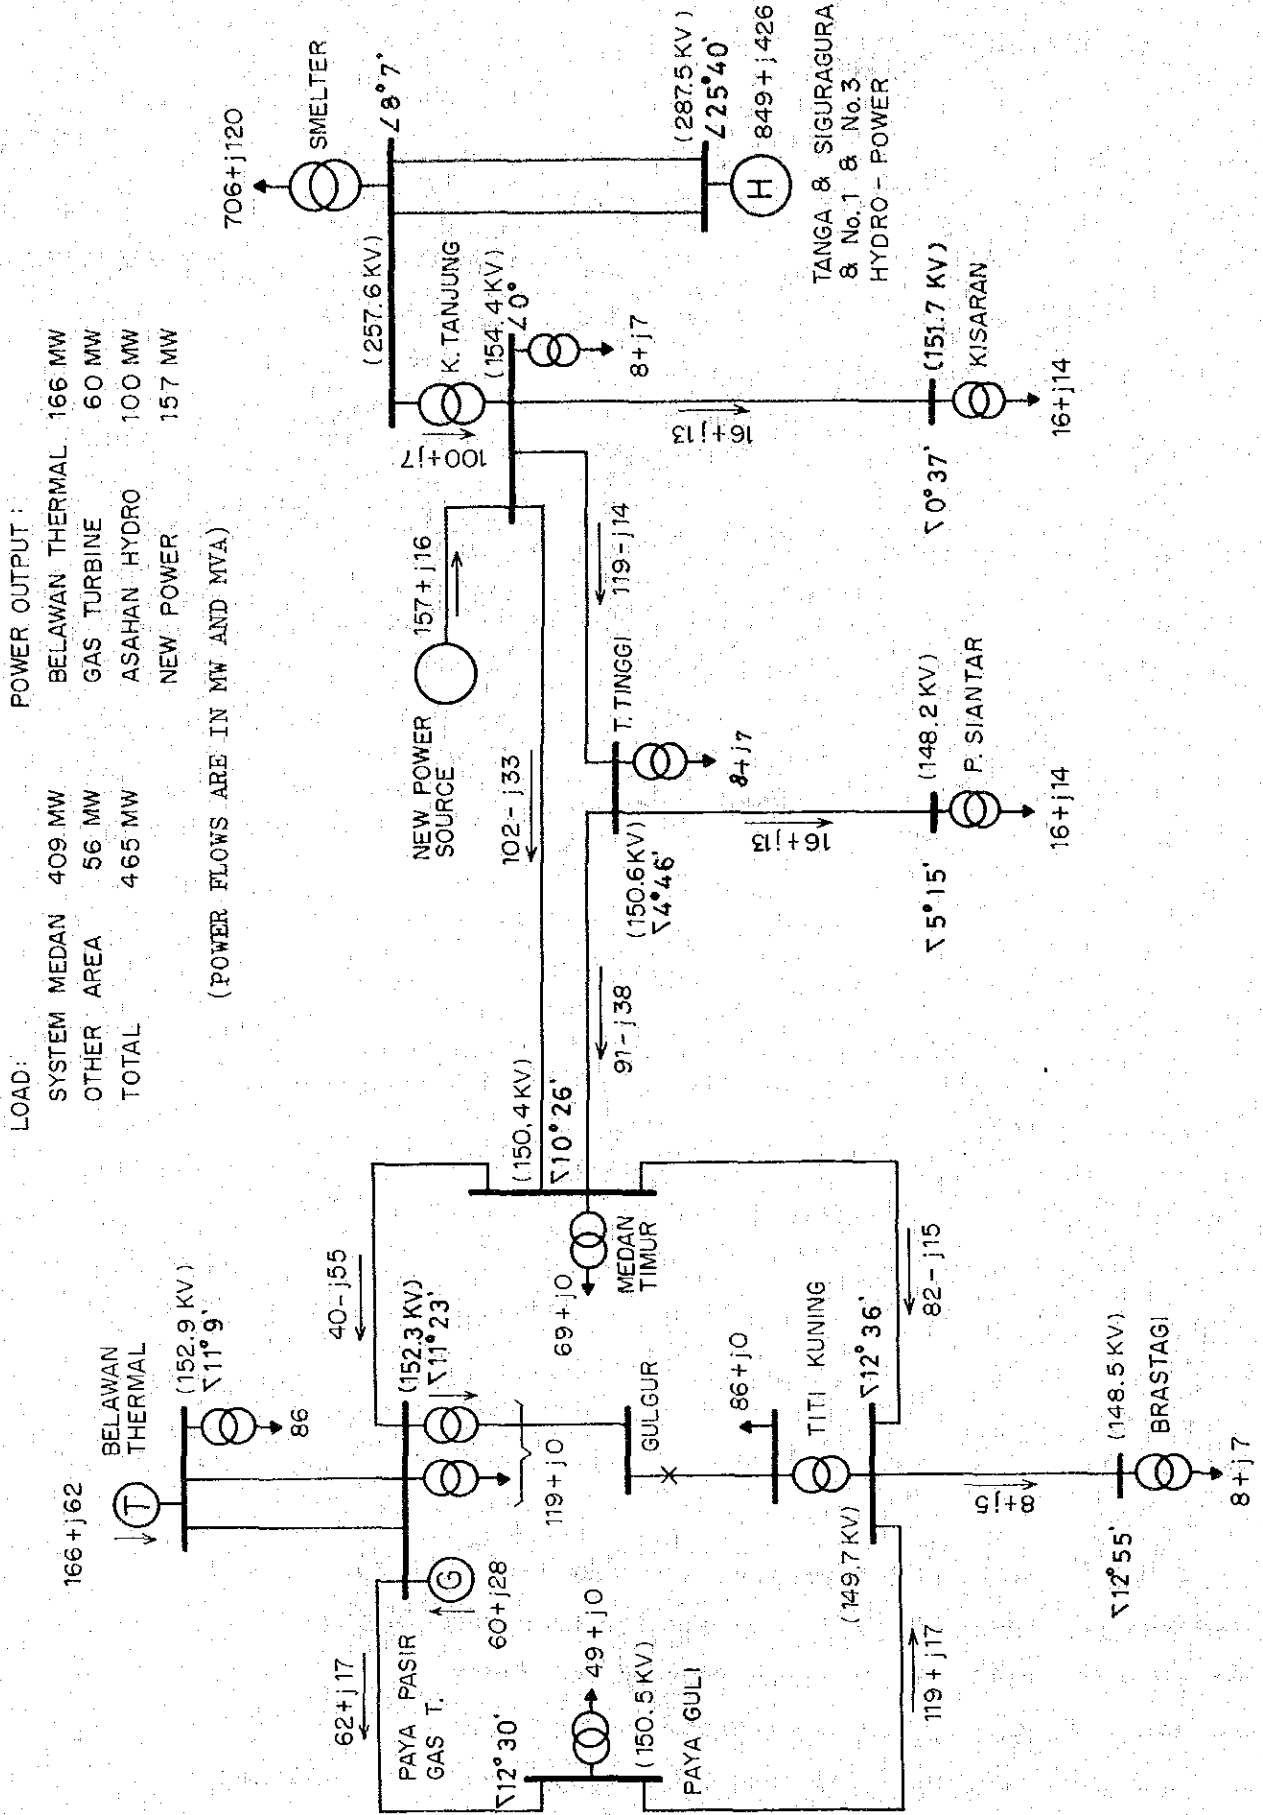 LOAD:
SYSTEM MEDAN 409 MW
OTHER AREA 56 MW
TOTAL 465 MW
POWER OUTPUT :
BELAWAN THERMAL 166 MW
GAS TURBINE 60 MW
ASAHAN HYDRO 100 MW
NEW POWER 157 MW
(POWER FLOWS ARE IN MW AND MVA)
166+j62
BELAWAN
THERMAL
(152.9 KV)
∇11°9'
86
40-j55
62+j17
PAYA PASIR
GAS T.
G
T
60+j28
(152.3 KV)
∇11°23'
119+j0
∇12°30'
49+j0
(150.5 KV)
PAYA GULI
119+j17
GULGUR
86+j0
TITI KUNING
(149.7KV)
∇12°36'
82-j15
8+j5
∇12°55'
(148.5 KV)
BRASTAGI
8+j7
69+j0
MEDAN
TIMUR
(150,4 KV)
∇10°26'
91-j38
102-j33
NEW POWER
SOURCE
157+j16
T. TINGGI
119-j14
8+j7
(150.6 KV)
∇4°46'
16+j13
∇5°15'
(148.2 KV)
P. SIANTAR
16+j14
100+j7
K. TANJUNG
(154.4 KV)
∠0°
8+j7
16+j13
∇0°37'
(151.7 KV)
KISARAN
16+j14
706+j120
SMELTER
(257.6 KV)
∠8°7'
(287.5 KV)
∠25°40'
H
849+j426
TANGA & SIGURAGURA
& No.1 & No.3
HYDRO-POWER